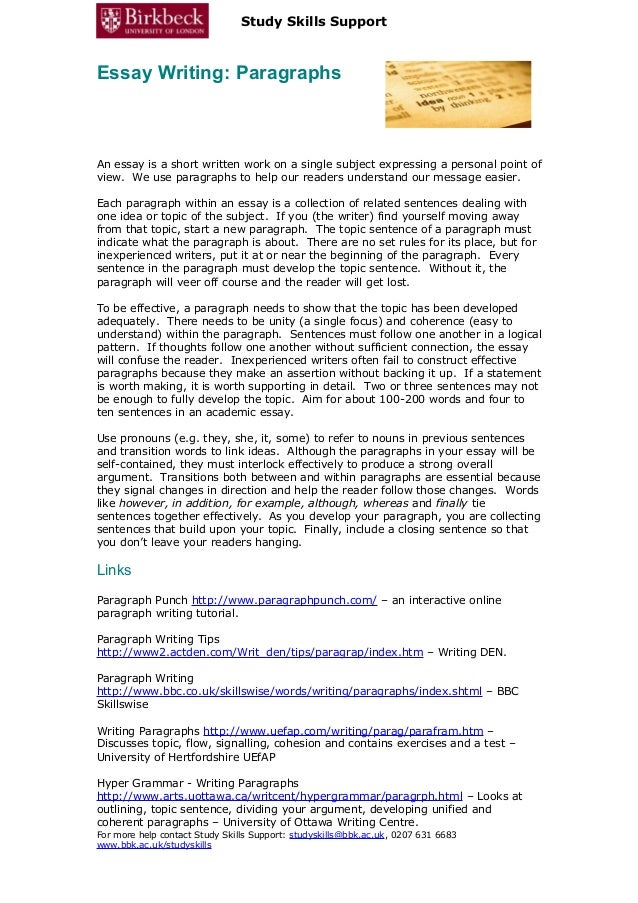 Birkbeck
UNIVERSITY OF LONDON
Study Skills Support
Essay Writing: Paragraphs
northwestern
idea noun 1 a plan
by thinking 2
An essay is a short written work on a single subject expressing a personal point of
view.  We use paragraphs to help our readers understand our message easier.
Each paragraph within an essay is a collection of related sentences dealing with
one idea or topic of the subject.  If you (the writer) find yourself moving away
from that topic, start a new paragraph.  The topic sentence of a paragraph must
indicate what the paragraph is about.  There are no set rules for its place, but for
inexperienced writers, put it at or near the beginning of the paragraph.  Every
sentence in the paragraph must develop the topic sentence.  Without it, the
paragraph will veer off course and the reader will get lost.
To be effective, a paragraph needs to show that the topic has been developed
adequately.  There needs to be unity (a single focus) and coherence (easy to
understand) within the paragraph.  Sentences must follow one another in a logical
pattern.  If thoughts follow one another without sufficient connection, the essay
will confuse the reader.  Inexperienced writers often fail to construct effective
paragraphs because they make an assertion without backing it up.  If a statement
is worth making, it is worth supporting in detail.  Two or three sentences may not
be enough to fully develop the topic.  Aim for about 100-200 words and four to
ten sentences in an academic essay.
Use pronouns (e.g. they, she, it, some) to refer to nouns in previous sentences
and transition words to link ideas.  Although the paragraphs in your essay will be
self-contained, they must interlock effectively to produce a strong overall
argument.  Transitions both between and within paragraphs are essential because
they signal changes in direction and help the reader follow those changes.  Words
like however, in addition, for example, although, whereas and finally tie
sentences together effectively.  As you develop your paragraph, you are collecting
sentences that build upon your topic.  Finally, include a closing sentence so that
you don't leave your readers hanging.
Links
Paragraph Punch http://www.paragraphpunch.com/ – an interactive online
paragraph writing tutorial.
Paragraph Writing Tips
http://www2.actden.com/Writ_den/tips/paragrap/index.htm – Writing DEN.
Paragraph Writing
http://www.bbc.co.uk/skillswise/words/writing/paragraphs/index.shtml – BBC
Skillswise
Writing Paragraphs http://www.uefap.com/writing/parag/parafram.htm –
Discusses topic, flow, signalling, cohesion and contains exercises and a test –
University of Hertfordshire UEfAP
Hyper Grammar - Writing Paragraphs
http://www.arts.uottawa.ca/writcent/hypergrammar/paragrph.html – Looks at
outlining, topic sentence, dividing your argument, developing unified and
coherent paragraphs – University of Ottawa Writing Centre.
For more help contact Study Skills Support: studyskills@bbk.ac.uk, 0207 631 6683
www.bbk.ac.uk/studyskills